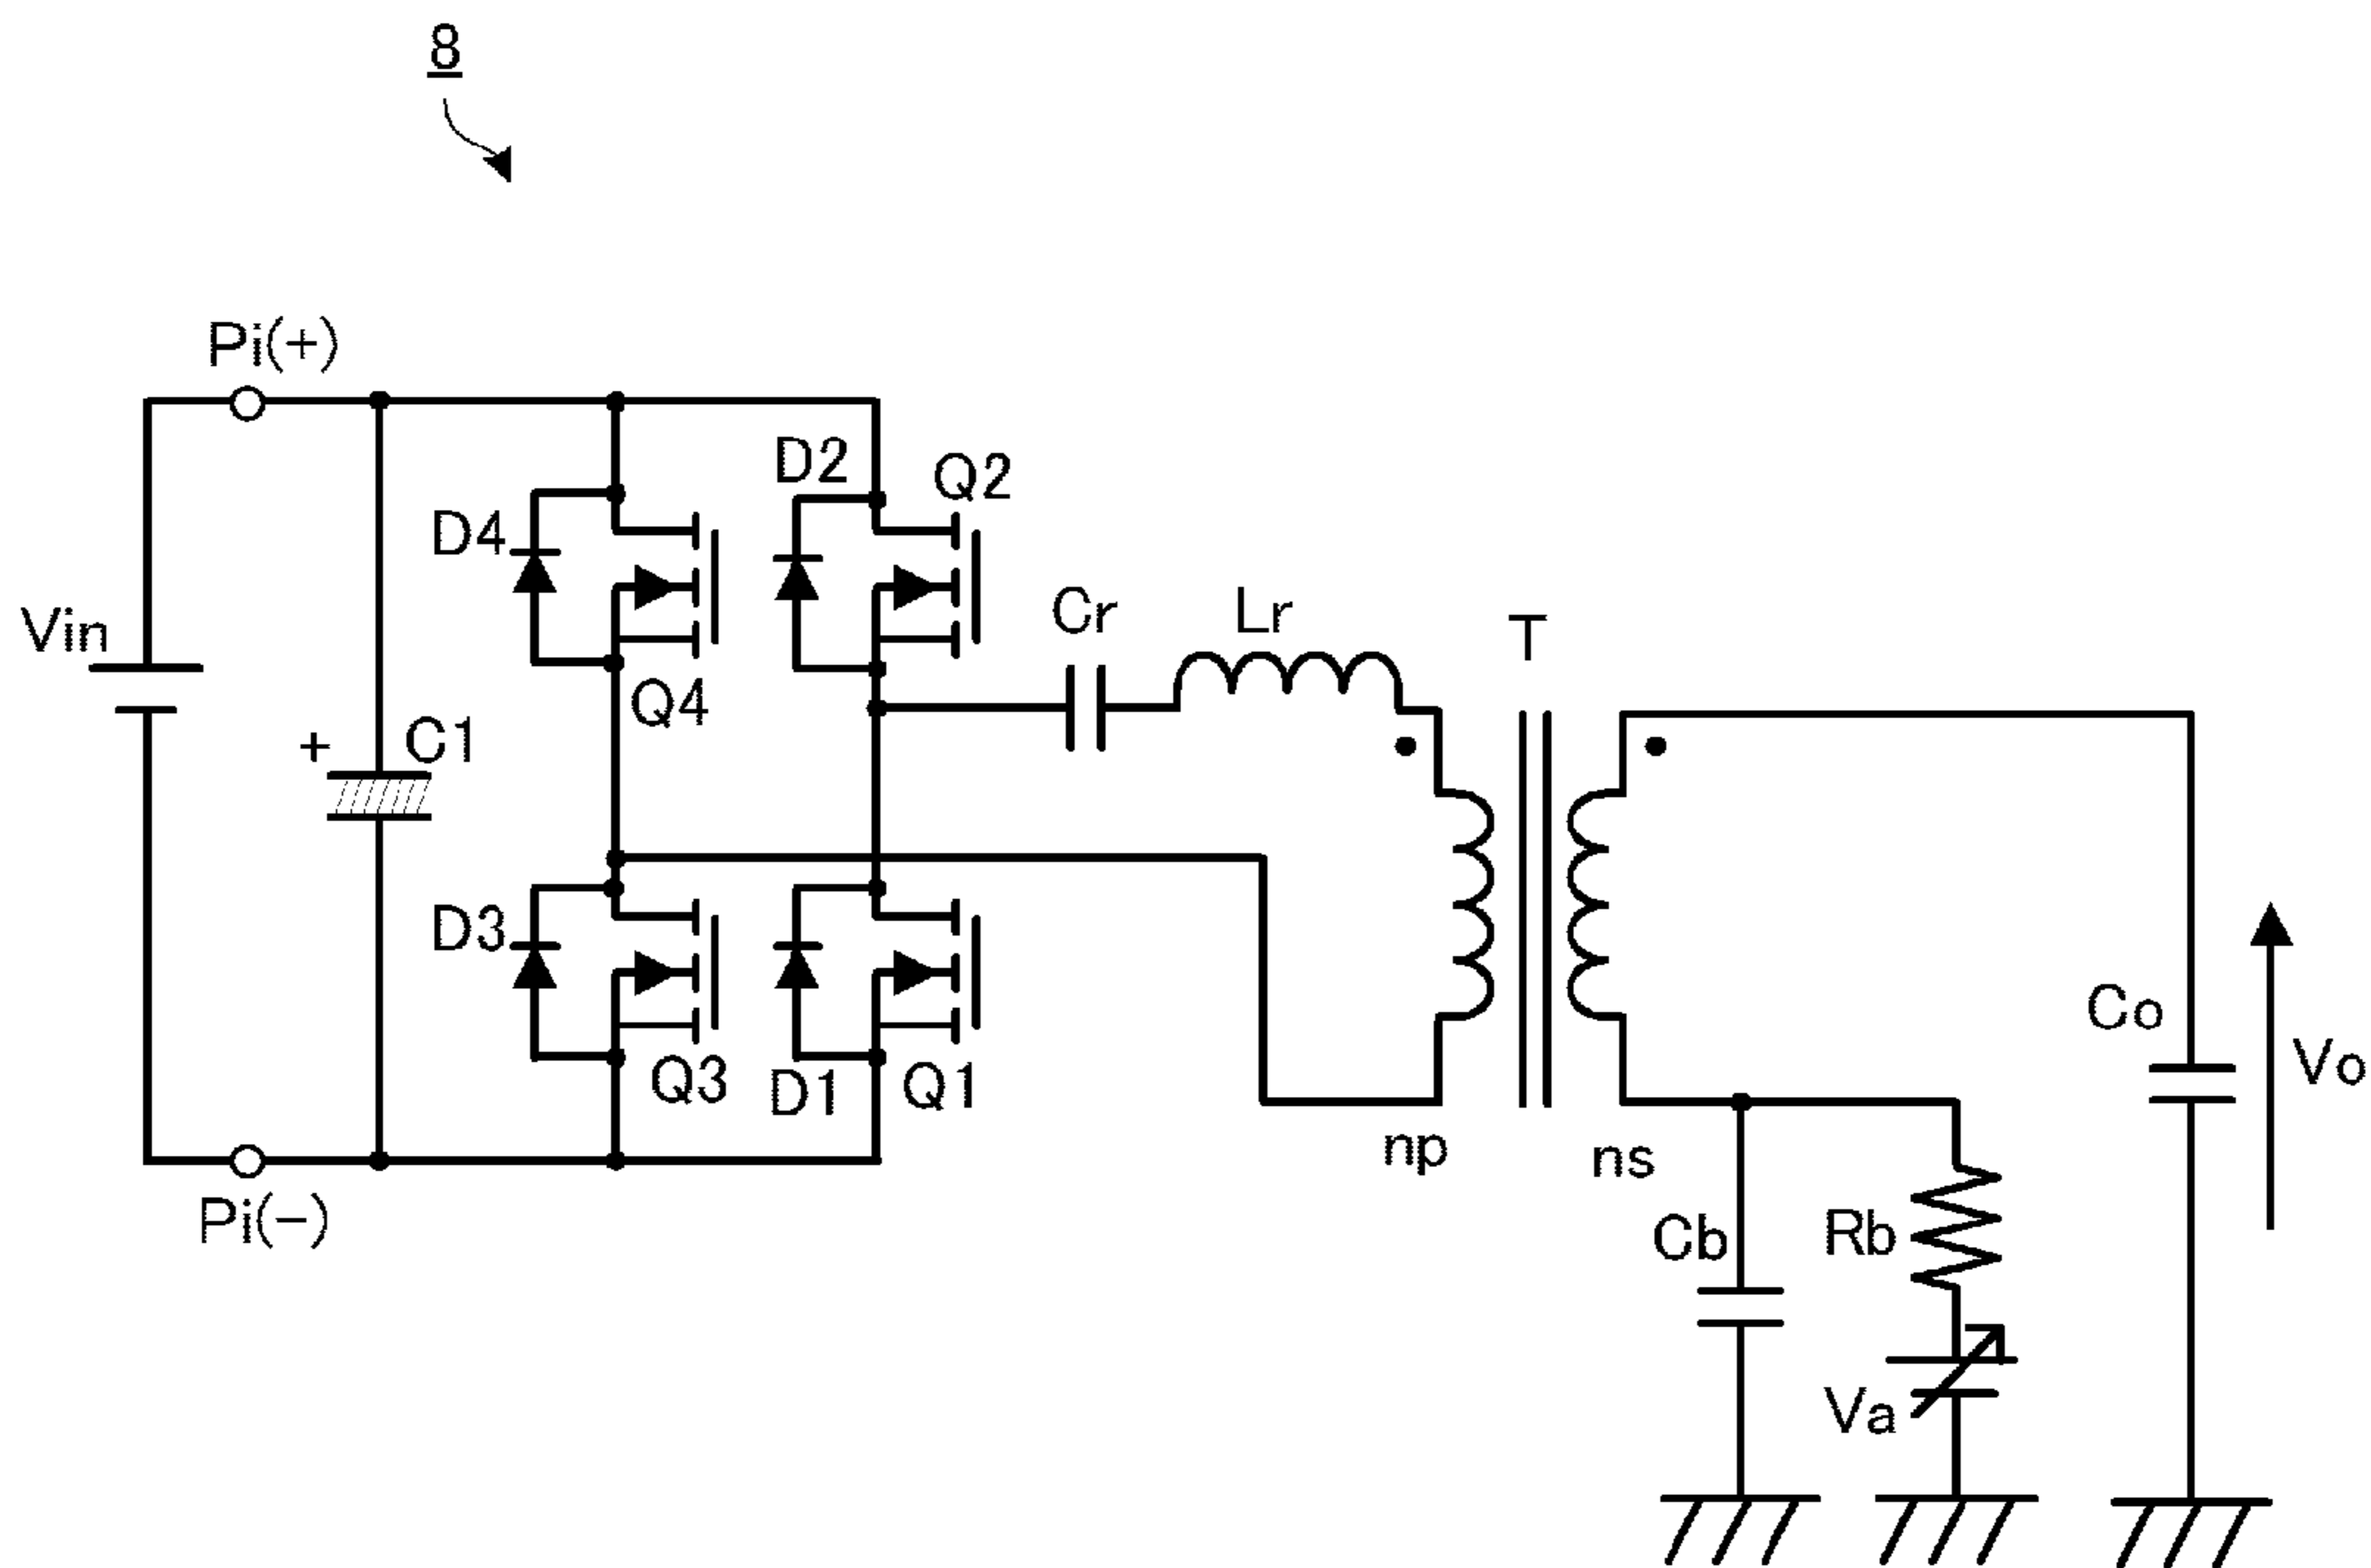 8
Pi(+)
D2
Q2
D4
Cr
Lr
T
Vin
Q4
+
C1
D3
Q3
D1
Q1
Co
Vo
np
ns
Pi(−)
Cb
Rb
Va